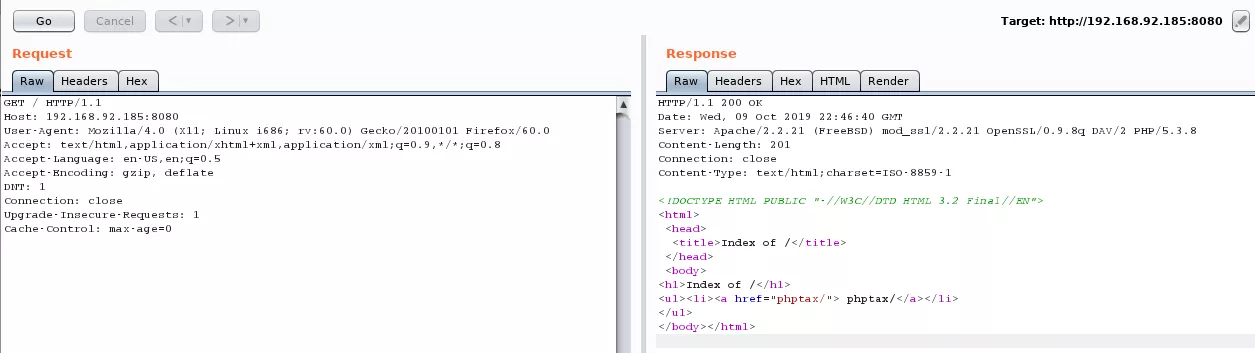 Go Cancel < > Target: http://192.168.92.185:8080
Request
Raw Headers Hex
GET / HTTP/1.1
Host: 192.168.92.185:8080
User-Agent: Mozilla/4.0 (X11; Linux i686; rv:60.0) Gecko/20100101 Firefox/60.0
Accept: text/html,application/xhtml+xml,application/xml;q=0.9,*/*;q=0.8
Accept-Language: en-US,en;q=0.5
Accept-Encoding: gzip, deflate
DNT: 1
Connection: close
Upgrade-Insecure-Requests: 1
Cache-Control: max-age=0
Response
Raw Headers Hex HTML Render
HTTP/1.1 200 OK
Date: Wed, 09 Oct 2019 22:46:40 GMT
Server: Apache/2.2.21 (FreeBSD) mod_ssl/2.2.21 OpenSSL/0.9.8q DAV/2 PHP/5.3.8
Content-Length: 201
Connection: close
Content-Type: text/html;charset=ISO-8859-1
<!DOCTYPE HTML PUBLIC "-//W3C//DTD HTML 3.2 Final//EN">
<html>
<head>
<title>Index of /</title>
</head>
<body>
<h1>Index of /</h1>
<ul><li><a href="phptax/"> phptax/</a></li>
</ul>
</body></html>